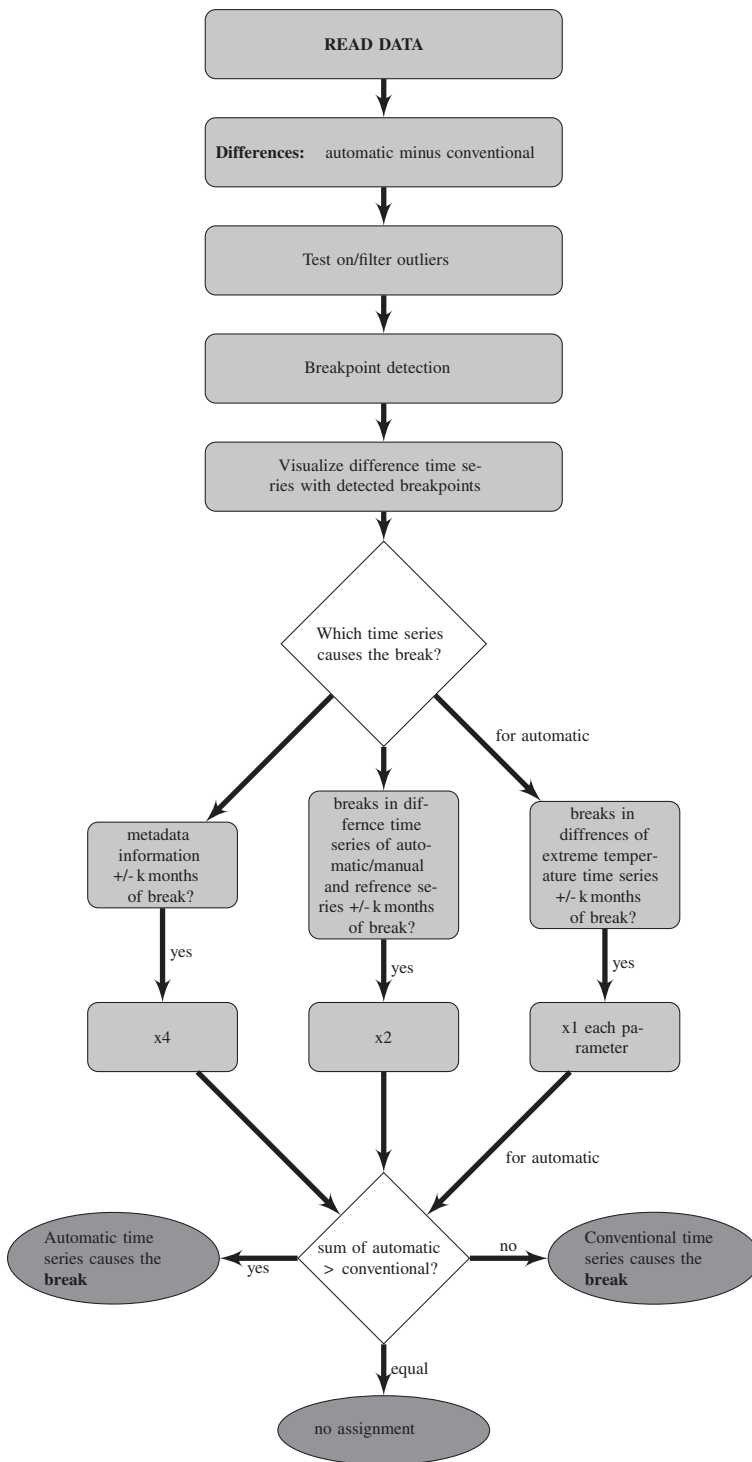 READ DATA
Differences: automatic minus conventional
Test on/filter outliers
Breakpoint detection
Visualize difference time se-
ries with detected breakpoints
Which time series
causes the break?
for automatic
metadata
information
+/- k months
of break?
breaks in dif-
fernce time
series of auto-
matic/manual
and refrence se-
ries +/- k months
of break?
breaks in
diffrences of
extreme temper-
ature time series
+/- k months
of break?
yes
yes
yes
x4
x2
x1 each pa-
rameter
for automatic
Automatic time
series causes the
break
yes
sum of automatic
> conventional?
no
Conventional time
series causes the
break
equal
no assignment